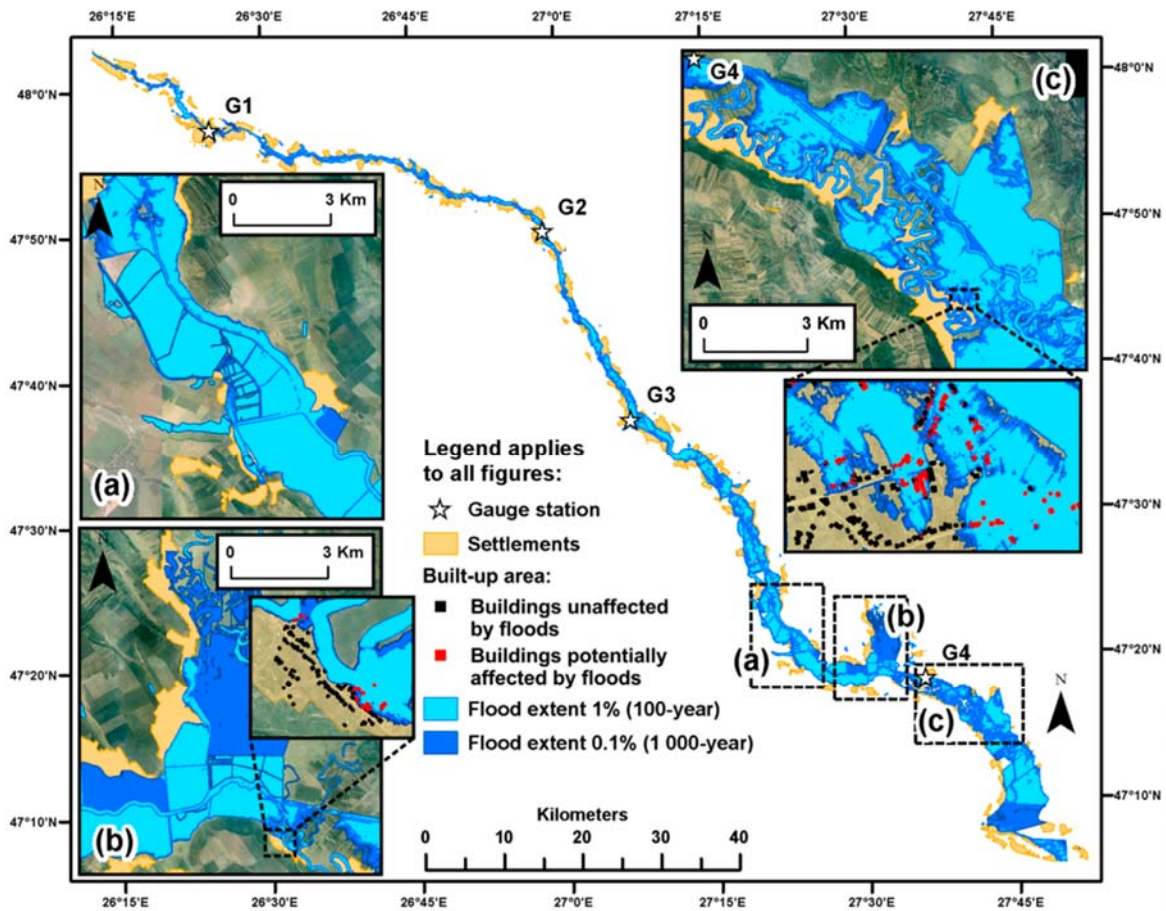 26°15'E 26°30'E 26°45'E 27°0'E 27°15'E 27°30'E 27°45'E
48°0'N
47°50'N
47°40'N
47°30'N
47°20'N
47°10'N
G1
G2
G3
G4
(a)
(b)
(c)
N
0 3 Km
(a)
N
0 3 Km
(b)
G4
(c)
N
0 3 Km
Legend applies
to all figures:
Gauge station
Settlements
Built-up area:
Buildings unaffected
by floods
Buildings potentially
affected by floods
Flood extent 1% (100-year)
Flood extent 0.1% (1 000-year)
Kilometers
0 5 10 20 30 40
N
48°0'N
47°50'N
47°40'N
47°30'N
47°20'N
47°10'N
26°15'E 26°30'E 26°45'E 27°0'E 27°15'E 27°30'E 27°45'E